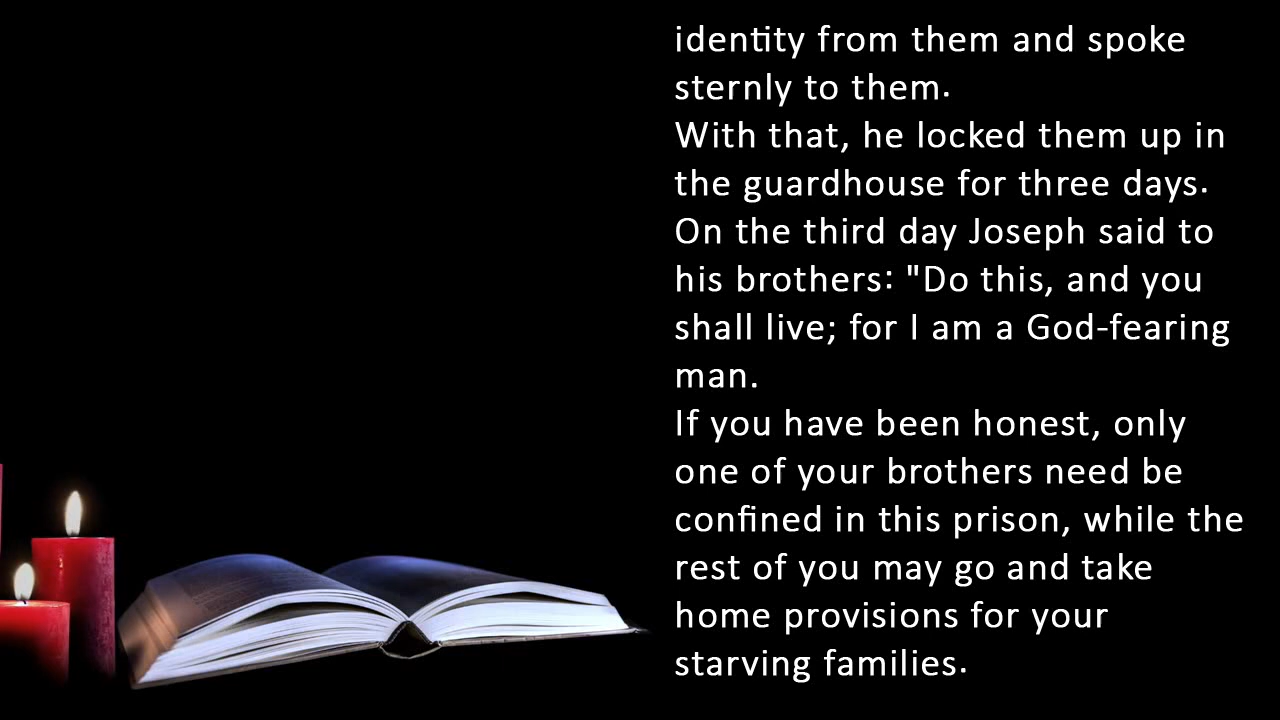 identity from them and spoke
sternly to them.
With that, he locked them up in
the guardhouse for three days.
On the third day Joseph said to
his brothers: "Do this, and you
shall live; for I am a God-fearing
man.
If you have been honest, only
one of your brothers need be
confined in this prison, while the
rest of you may go and take
home provisions for your
starving families.